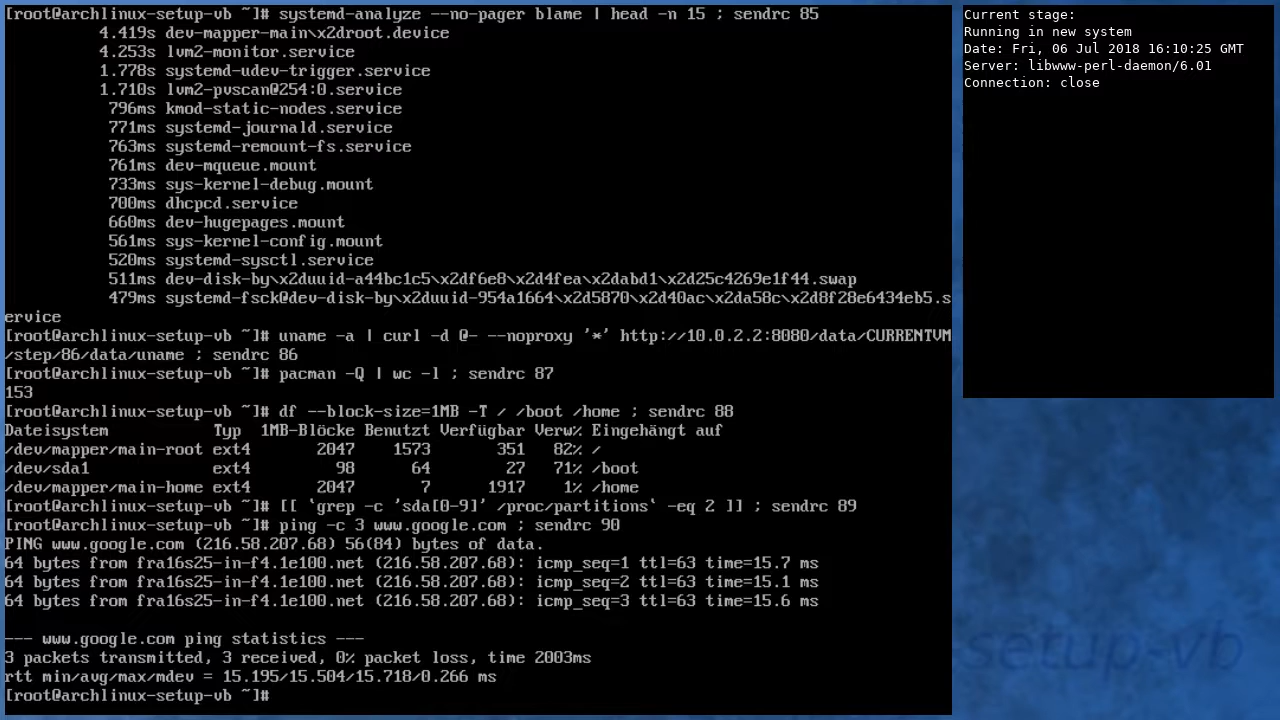 [root@archlinux-setup-vb ~]# systemd-analyze --no-pager blame | head -n 15 ; sendrc 85
4.419s dev-mapper-main\x2droot.device
4.253s lvm2-monitor.service
1.778s systemd-udev-trigger.service
1.710s lvm2-pvscan@254:0.service
796ms kmod-static-nodes.service
771ms systemd-journald.service
763ms systemd-remount-fs.service
761ms dev-mqueue.mount
733ms sys-kernel-debug.mount
700ms dhcpcd.service
660ms dev-hugepages.mount
561ms sys-kernel-config.mount
520ms systemd-sysctl.service
511ms dev-disk-by\x2duuid-a44bc1c5\x2df6e8\x2d4fea\x2dabd1\x2d25c4269e1f44.swap
479ms systemd-fsck@dev-disk-by\x2duuid-954a1664\x2d5870\x2d40ac\x2da58c\x2d8f28e6434eb5.s
ervice
[root@archlinux-setup-vb ~]# uname -a | curl -d @- --noproxy '*' http://10.0.2.2:8080/data/CURRENTVM
/step/86/data/uname ; sendrc 86
[root@archlinux-setup-vb ~]# pacman -Q | wc -l ; sendrc 87
153
[root@archlinux-setup-vb ~]# df --block-size=1MB -T / /boot /home ; sendrc 88
Dateisystem Typ 1MB-Blöcke Benutzt Verfügbar Verw% Eingehängt auf
/dev/mapper/main-root ext4 2047 1573 351 82% /
/dev/sda1 ext4 98 64 27 71% /boot
/dev/mapper/main-home ext4 2047 7 1917 1% /home
[root@archlinux-setup-vb ~]# [[ `grep -c 'sda[0-9]' /proc/partitions` -eq 2 ]] ; sendrc 89
[root@archlinux-setup-vb ~]# ping -c 3 www.google.com ; sendrc 90
PING www.google.com (216.58.207.68) 56(84) bytes of data.
64 bytes from fra16s25-in-f4.1e100.net (216.58.207.68): icmp_seq=1 ttl=63 time=15.7 ms
64 bytes from fra16s25-in-f4.1e100.net (216.58.207.68): icmp_seq=2 ttl=63 time=15.1 ms
64 bytes from fra16s25-in-f4.1e100.net (216.58.207.68): icmp_seq=3 ttl=63 time=15.6 ms

--- www.google.com ping statistics ---
3 packets transmitted, 3 received, 0% packet loss, time 2003ms
rtt min/avg/max/mdev = 15.195/15.504/15.718/0.266 ms
[root@archlinux-setup-vb ~]#
Current stage:
Running in new system
Date: Fri, 06 Jul 2018 16:10:25 GMT
Server: libwww-perl-daemon/6.01
Connection: close
setup-vb